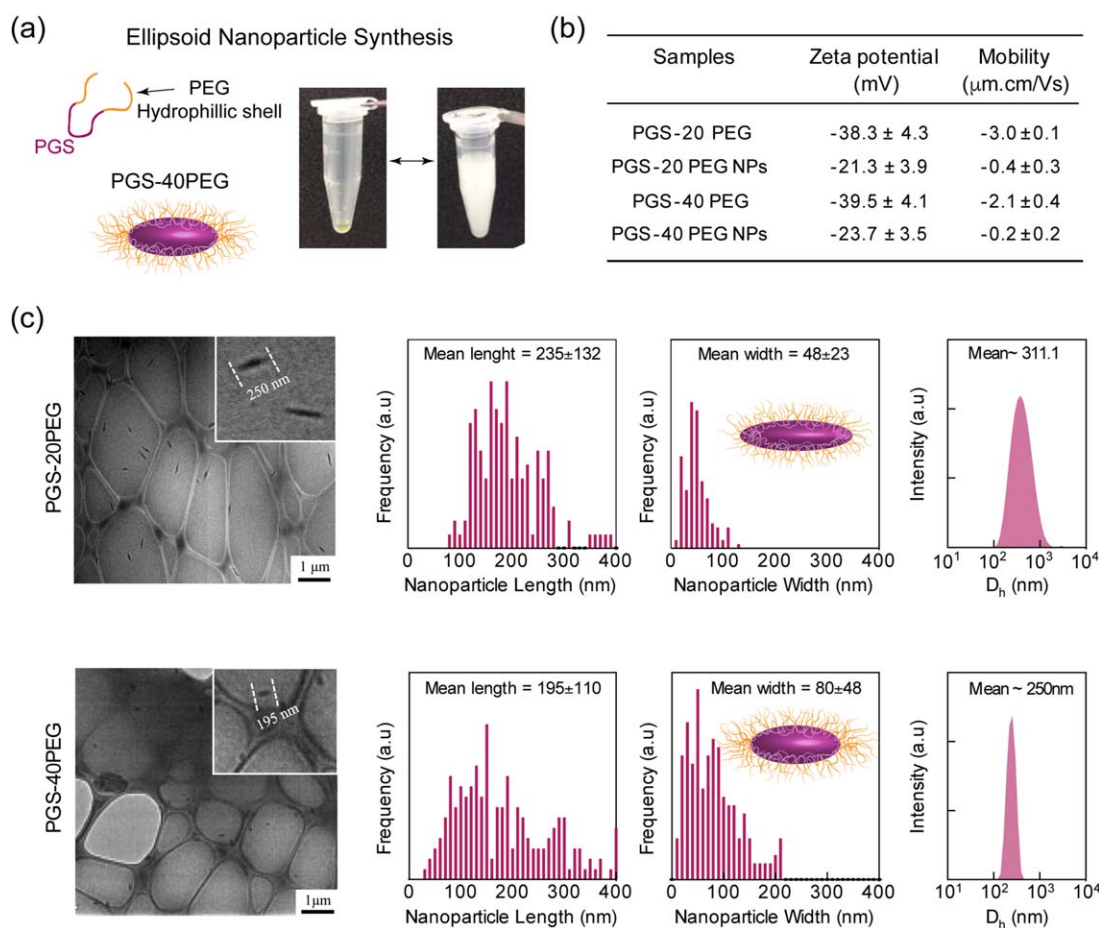 (a)
Ellipsoid Nanoparticle Synthesis
PEG
Hydrophillic shell
PGS
PGS-40PEG
(b)
Samples Zeta potential (mV) Mobility (μm.cm/Vs)
PGS-20 PEG -38.3 ± 4.3 -3.0 ±0.1
PGS-20 PEG NPs -21.3 ± 3.9 -0.4 ±0.3
PGS-40 PEG -39.5 ± 4.1 -2.1 ±0.4
PGS-40 PEG NPs -23.7 ± 3.5 -0.2 ±0.2
(c)
PGS-20PEG
250 nm
1 μm
Mean lenght = 235±132
Frequency (a.u)
0 100 200 300 400
Nanoparticle Length (nm)
Mean width = 48±23
Frequency (a.u)
0 100 200 300 400
Nanoparticle Width (nm)
Mean~ 311.1
Intensity (a.u)
10¹ 10² 10³ 10⁴
Dₕ (nm)
PGS-40PEG
195 nm
1μm
Mean length = 195±110
Frequency (a.u)
0 100 200 300 400
Nanoparticle Length (nm)
Mean width = 80±48
Frequency (a.u)
0 100 200 300 400
Nanoparticle Width (nm)
Mean ~ 250nm
Intensity (a.u)
10¹ 10² 10³ 10⁴
Dₕ (nm)